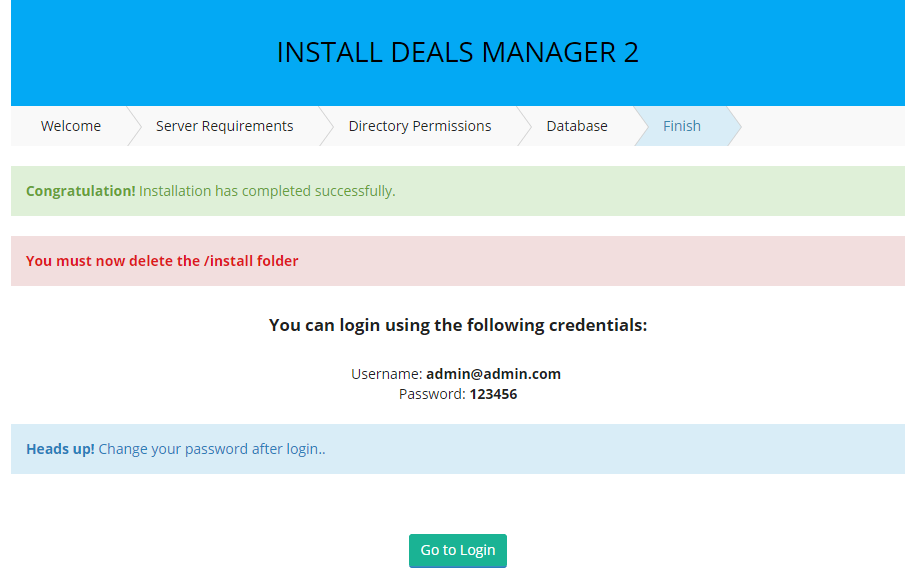 INSTALL DEALS MANAGER 2
Welcome
Server Requirements
Directory Permissions
Database
Finish
Congratulation! Installation has completed successfully.
You must now delete the /install folder
You can login using the following credentials:
Username: admin@admin.com
Password: 123456
Heads up! Change your password after login..
Go to Login